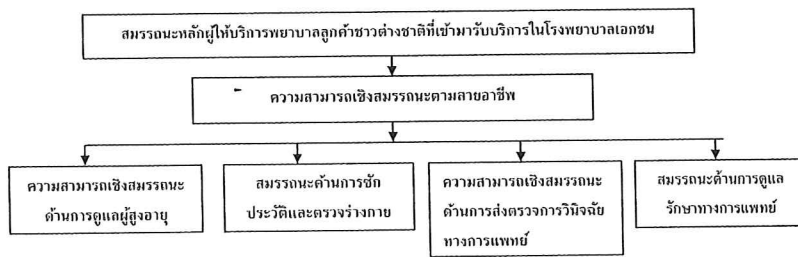 สมรรถนะหลักผู้ให้บริการพยาบาลลูกค้าชาวต่างชาติที่เข้ามารับบริการในโรงพยาบาลเอกชน
ความสามารถเชิงสมรรถนะตามสายอาชีพ
ความสามารถเชิงสมรรถนะ
ด้านการดูแลผู้สูงอายุ
สมรรถนะด้านการซัก
ประวัติและตรวจร่างกาย
ความสามารถเชิงสมรรถนะ
ด้านการส่งตรวจการวินิจฉัย
ทางการแพทย์
สมรรถนะด้านการดูแล
รักษาทางการแพทย์